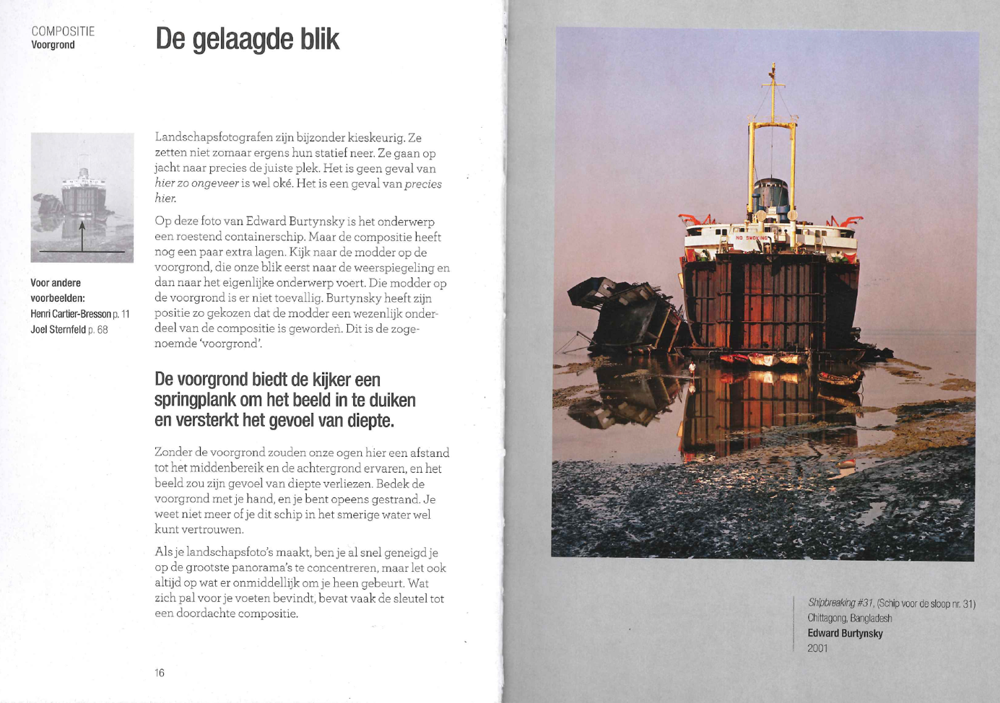 COMPOSITIE
Voorgrond
De gelaagde blik
Landschapsfotografen zijn bijzonder kieskeurig. Ze
zetten niet zomaar ergens hun statief neer. Ze gaan op
jacht naar precies de juiste plek. Het is geen geval van
hier zo ongeveer is wel oké. Het is een geval van precies
hier.
Op deze foto van Edward Burtynsky is het onderwerp
een roestend containerschip. Maar de compositie heeft
nog een paar extra lagen. Kijk naar de modder op de
voorgrond, die onze blik eerst naar de weerspiegeling en
dan naar het eigenlijke onderwerp voert. Die modder op
de voorgrond is er niet toevallig. Burtynsky heeft zijn
positie zo gekozen dat de modder een wezenlijk onder-
deel van de compositie is geworden. Dit is de zoge-
noemde ‘voorgrond’.
De voorgrond biedt de kijker een
springplank om het beeld in te duiken
en versterkt het gevoel van diepte.
Zonder de voorgrond zouden onze ogen hier een afstand
tot het middenbereik en de achtergrond ervaren, en het
beeld zou zijn gevoel van diepte verliezen. Bedek de
voorgrond met je hand, en je bent opeens gestrand. Je
weet niet meer of je dit schip in het smerige water wel
kunt vertrouwen.
Als je landschapsfoto’s maakt, ben je al snel geneigd je
op de grootste panorama’s te concentreren, maar let ook
altijd op wat er onmiddellijk om je heen gebeurt. Wat
zich pal voor je voeten bevindt, bevat vaak de sleutel tot
een doordachte compositie.
Voor andere
voorbeelden:
Henri Cartier-Bresson p. 11
Joel Sternfeld p. 68
16
NO SMOKING
Shipbreaking #31, (Schip voor de sloop nr. 31)
Chittagong, Bangladesh
Edward Burtynsky
2001